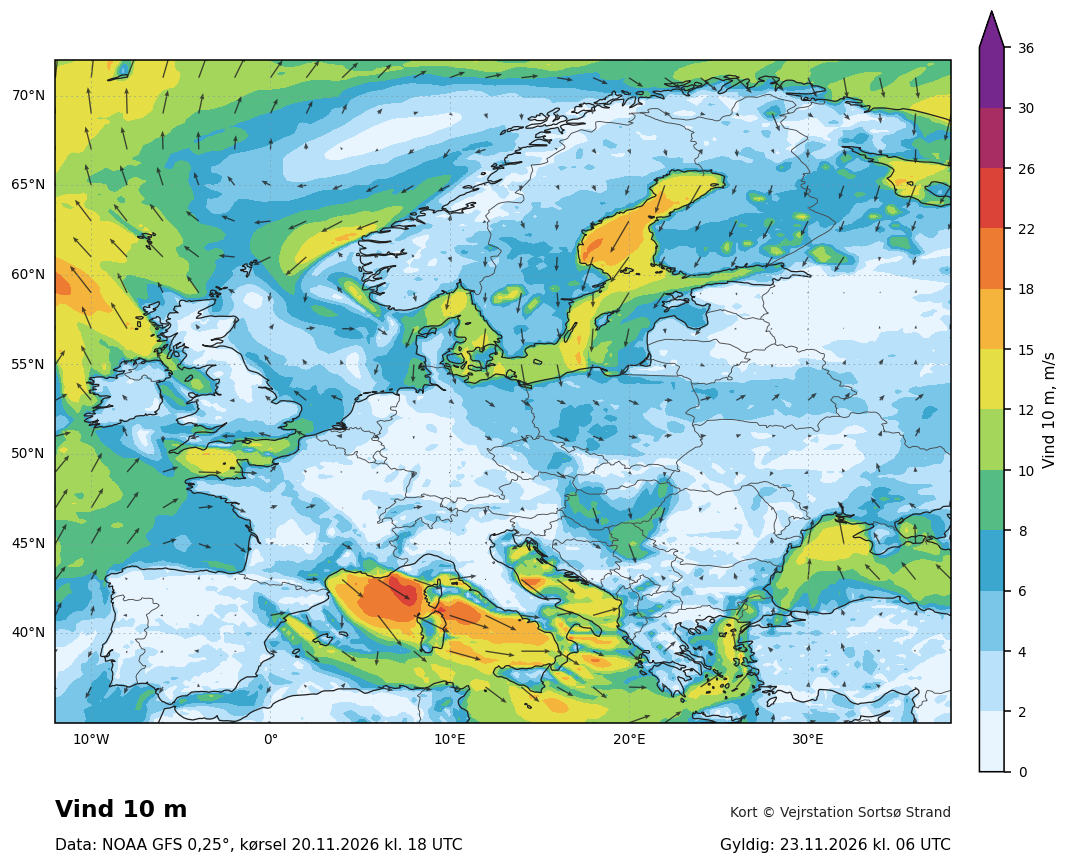 36
30
26
22
18
15
12
10
8
6
4
2
0
Vind 10 m, m/s
70°N
65°N
60°N
55°N
50°N
45°N
40°N
10°W
0°
10°E
20°E
30°E
Vind 10 m
Kort © Vejrstation Sortsø Strand
Data: NOAA GFS 0,25°, kørsel 20.11.2026 kl. 18 UTC
Gyldig: 23.11.2026 kl. 06 UTC